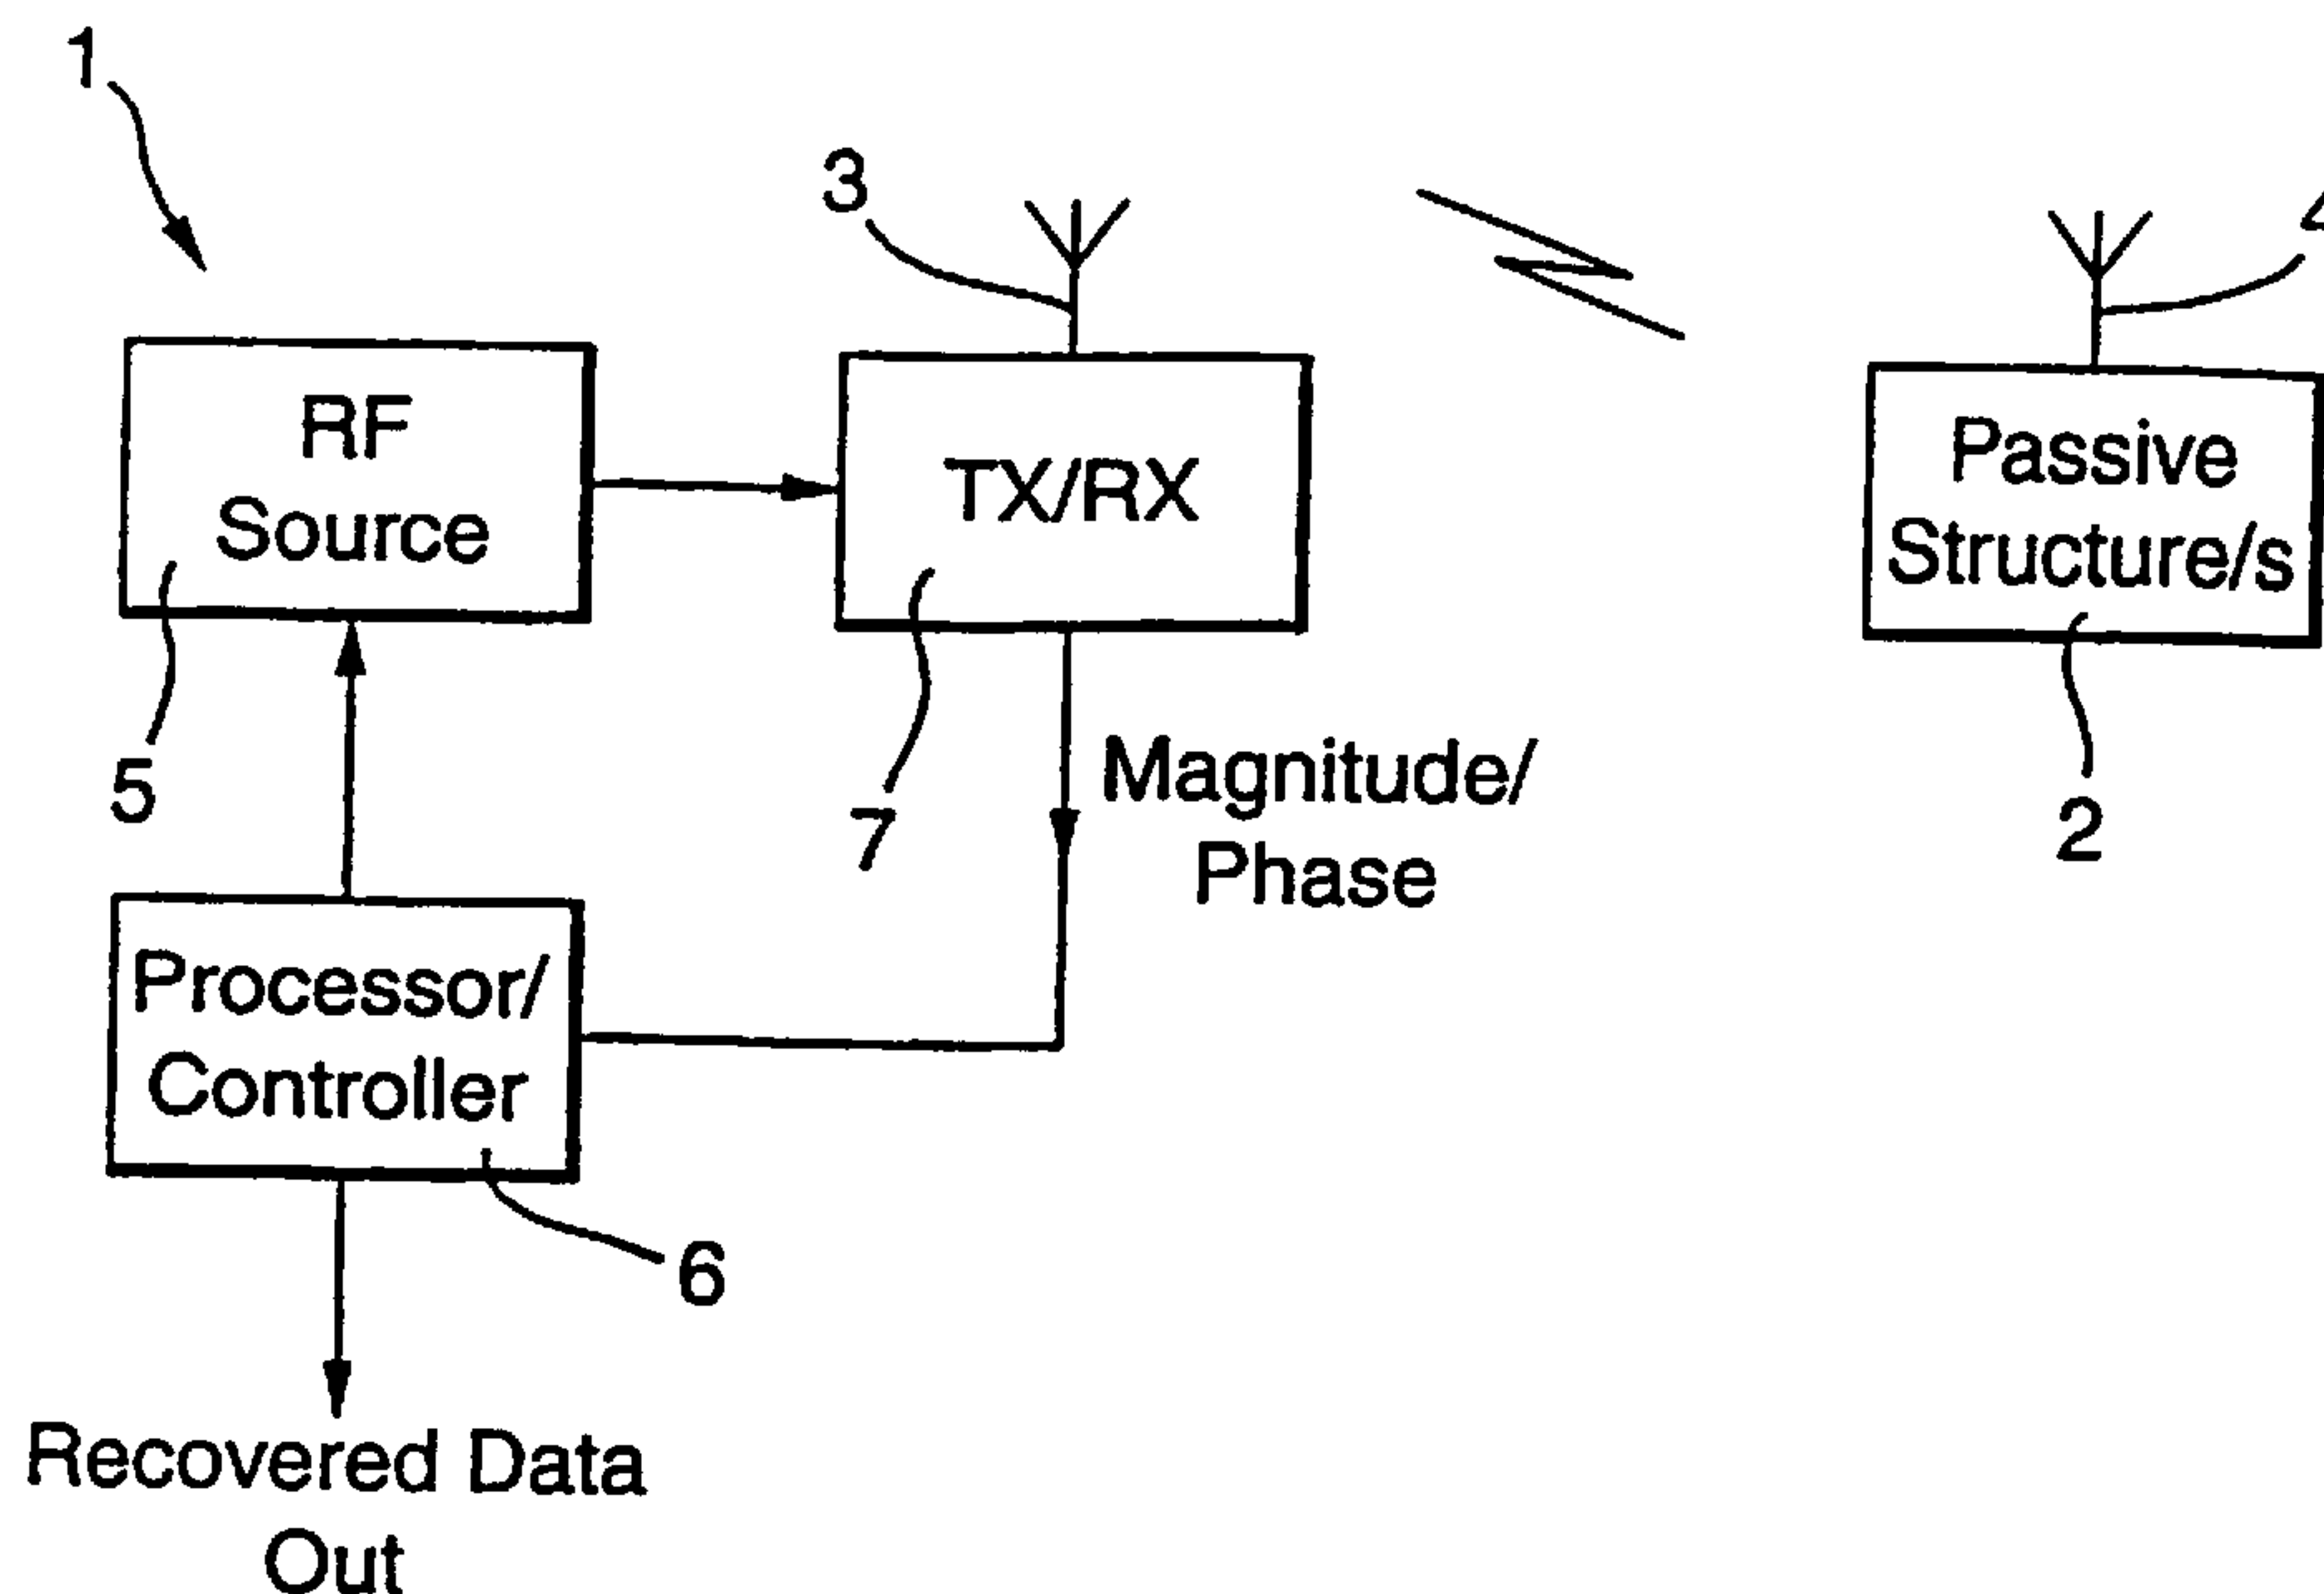 1
3
RF
Source
TX/RX
Passive
Structure/s
5
7
Magnitude/
Phase
2
Processor/
Controller
6
Recovered Data
Out